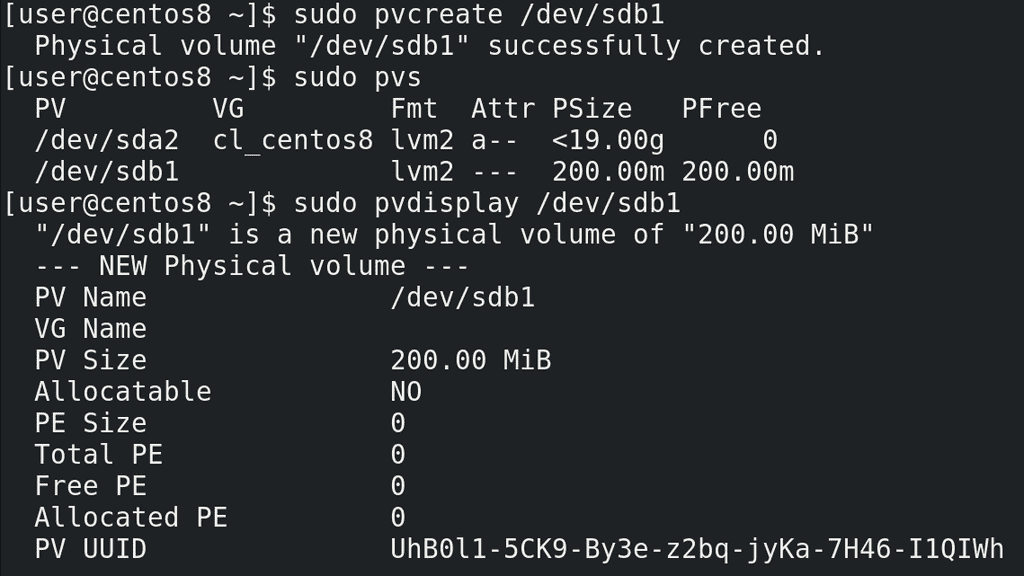 [user@centos8 ~]$ sudo pvcreate /dev/sdb1
  Physical volume "/dev/sdb1" successfully created.
[user@centos8 ~]$ sudo pvs
  PV         VG         Fmt  Attr PSize   PFree
  /dev/sda2  cl_centos8 lvm2 a--  <19.00g      0
  /dev/sdb1             lvm2 ---  200.00m 200.00m
[user@centos8 ~]$ sudo pvdisplay /dev/sdb1
  "/dev/sdb1" is a new physical volume of "200.00 MiB"
  --- NEW Physical volume ---
  PV Name               /dev/sdb1
  VG Name
  PV Size               200.00 MiB
  Allocatable           NO
  PE Size               0
  Total PE              0
  Free PE               0
  Allocated PE          0
  PV UUID               UhB0l1-5CK9-By3e-z2bq-jyKa-7H46-I1QIWh